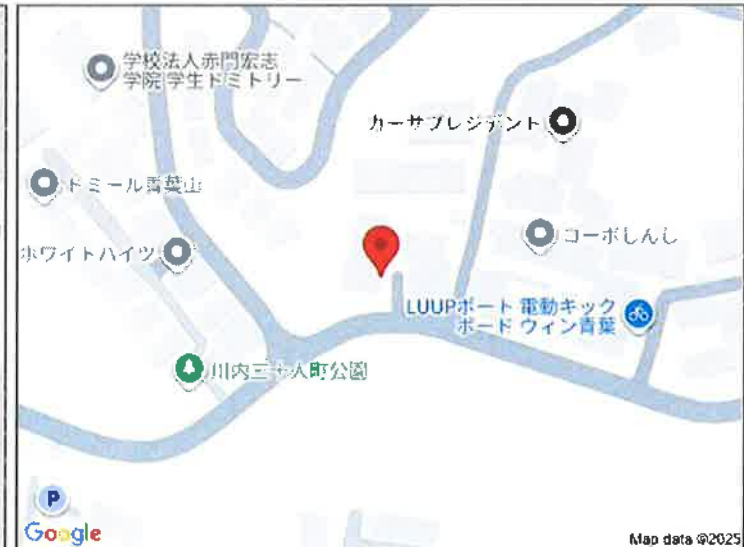 学校法人赤門宏志
学院 学生ドミトリー
カーサプレジデント
ドミール青葉山
ホワイトハイツ
コーポしんし
LUUPポート 電動キック
ボード ウィン青葉
川内三十人町公園
P
Google
Map data ©2025